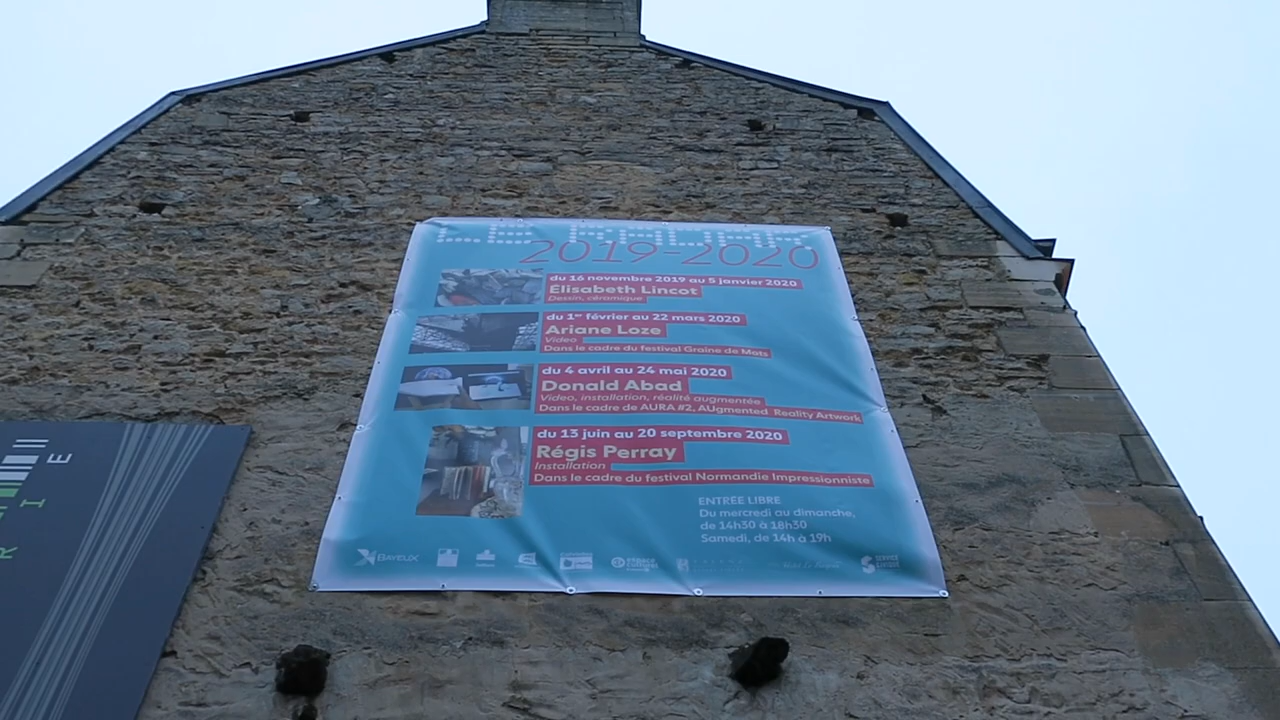 LE RADAR
2019-2020
du 16 novembre 2019 au 5 janvier 2020
Élisabeth Lincot
Dessin, céramique
du 1er février au 22 mars 2020
Ariane Loze
Video
Dans le cadre du festival Graine de Mots
du 4 avril au 24 mai 2020
Donald Abad
Video, installation, réalité augmentée
Dans le cadre de AURA #2, AUgmented Reality Artwork
du 13 juin au 20 septembre 2020
Régis Perray
Installation
Dans le cadre du festival Normandie Impressionniste
ENTRÉE LIBRE
Du mercredi au dimanche,
de 14h30 à 18h30
Samedi, de 14h à 19h
BAYEUX
R I E